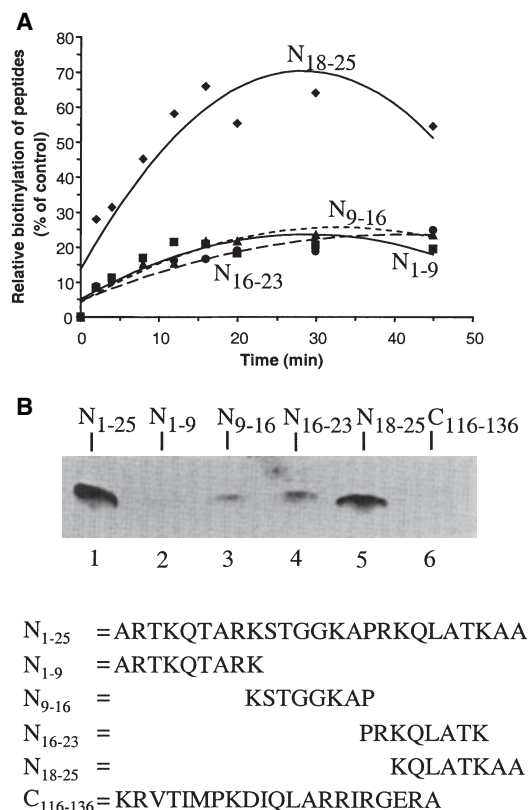 A
Relative biotinylation of peptides
(% of control)
80
70
60
50
40
30
20
10
0
N18-25
N9-16
N1-9
N16-23
0 10 20 30 40 50
Time (min)
B
N1-25 N1-9 N9-16 N16-23 N18-25 C116-136
1 2 3 4 5 6
N1-25 = ARTKQTARKSTGGKAPRKQLATKAA
N1-9 = ARTKQTARK
N9-16 = KSTGGKAP
N16-23 = PRKQLATK
N18-25 = KQLATKAA
C116-136 = KRVTIMPKDIQLARRIRGERA